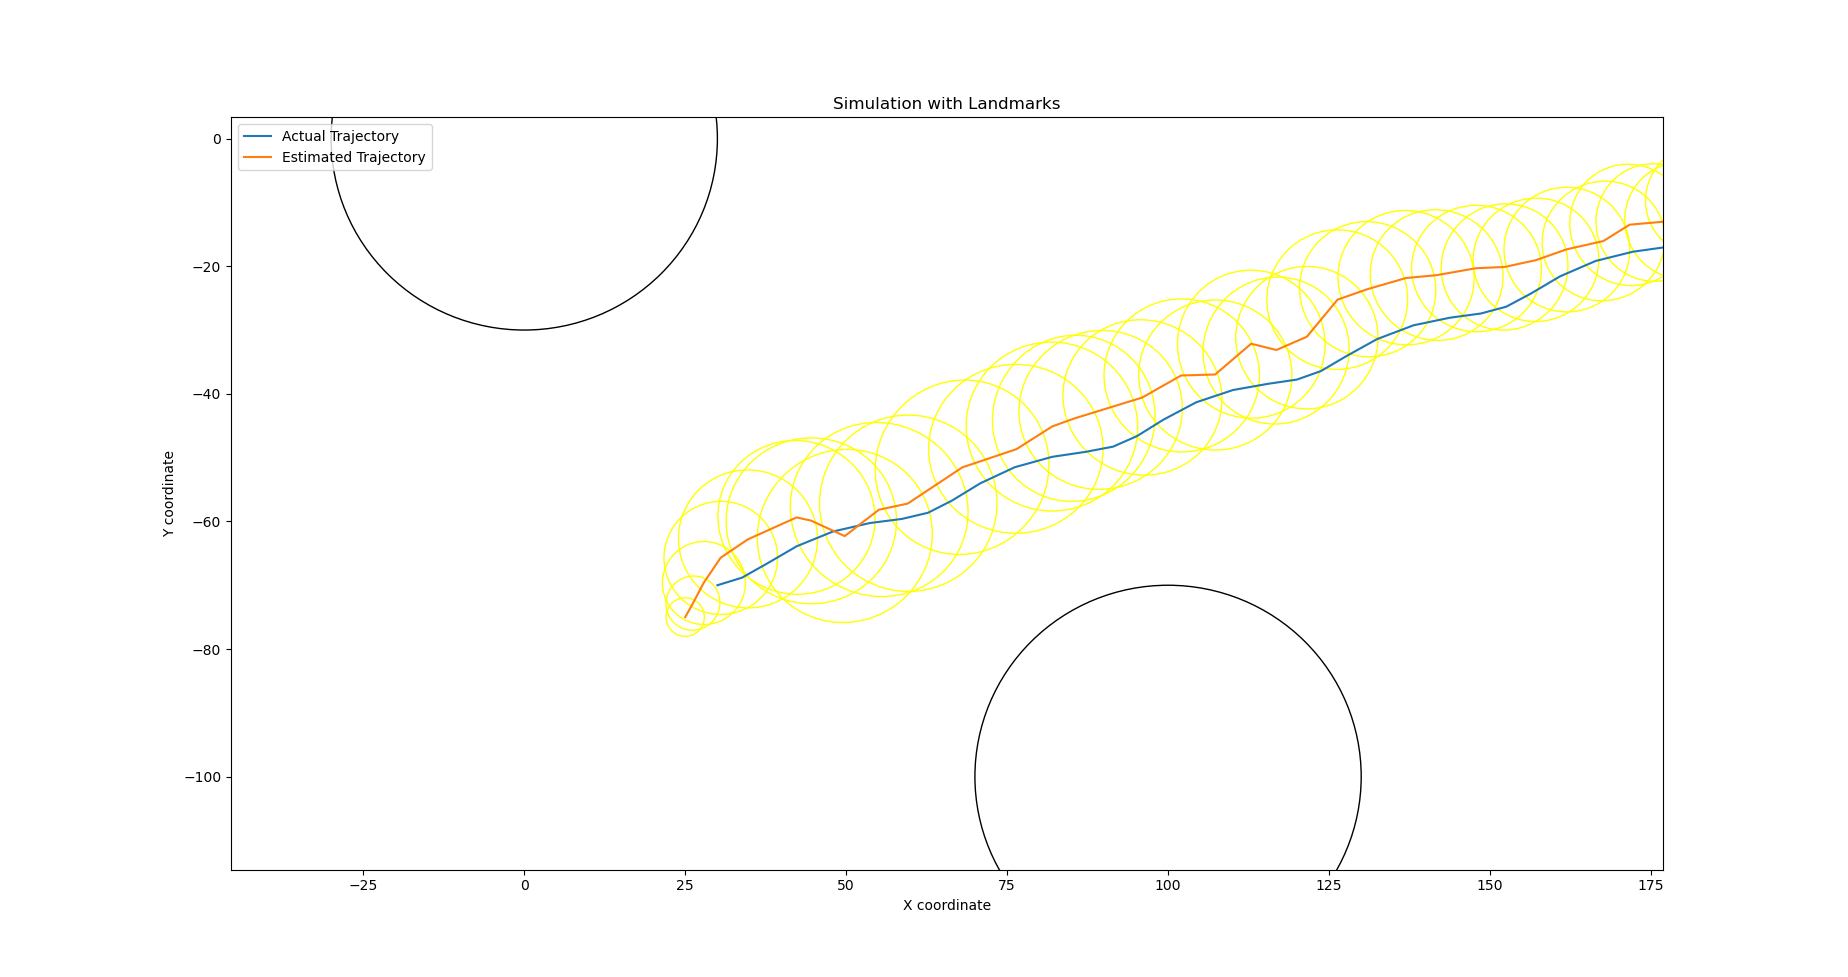 Simulation with Landmarks
Actual Trajectory
Estimated Trajectory
Y coordinate
0
−20
−40
−60
−80
−100
−25 0 25 50 75 100 125 150 175
X coordinate